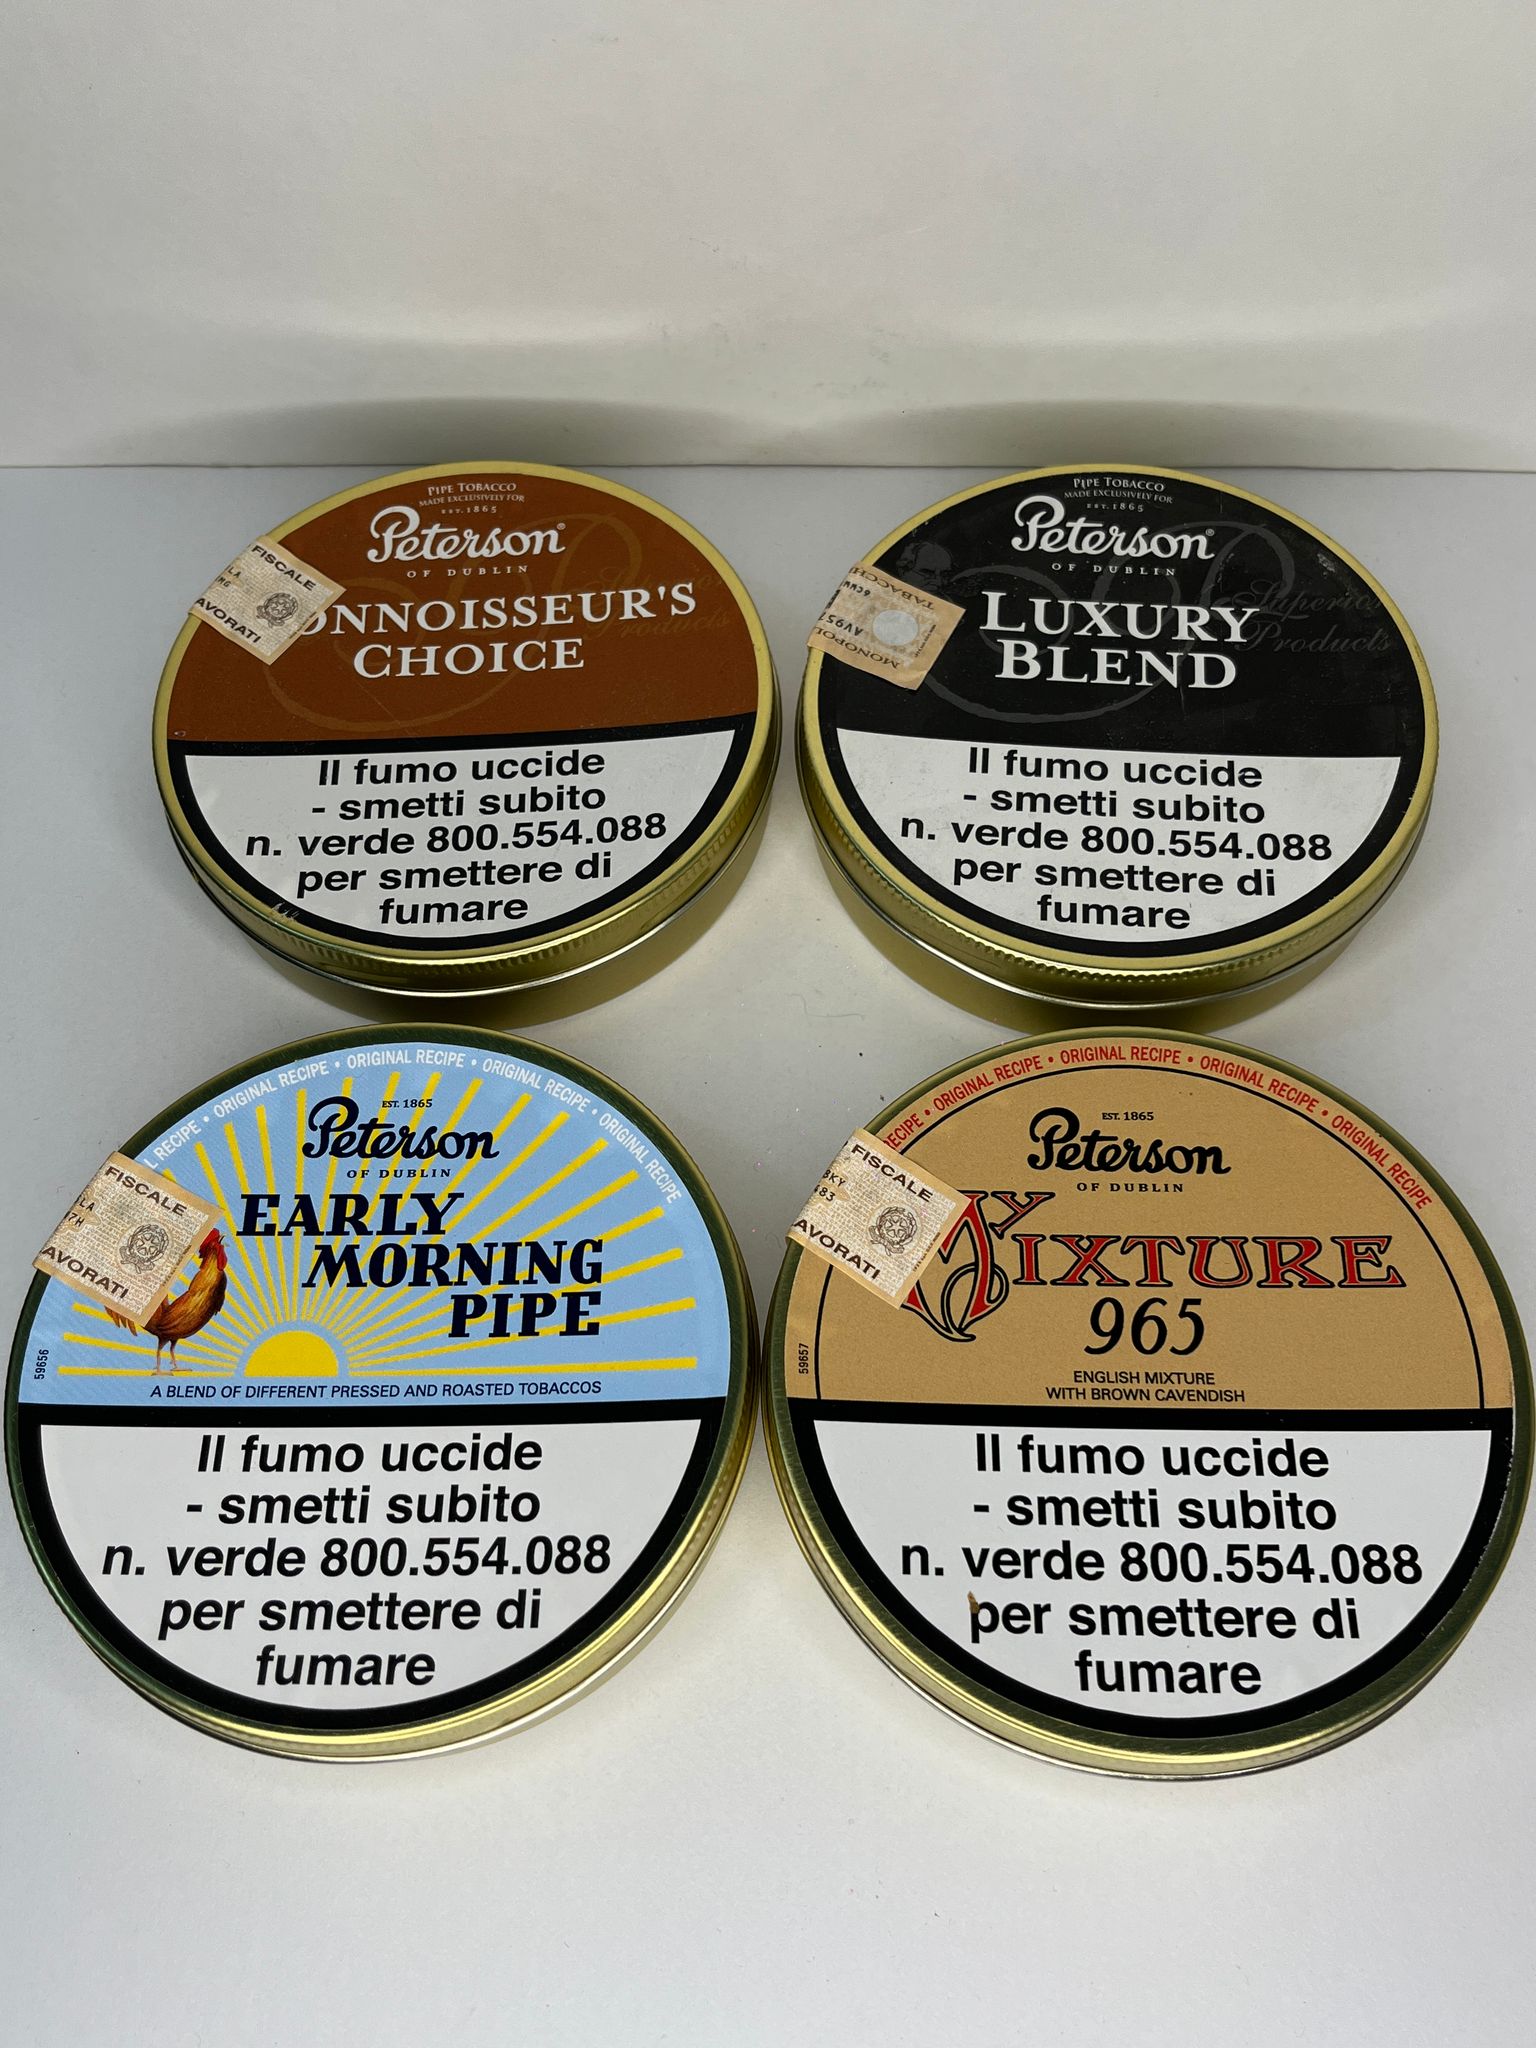 PIPE TOBACCO
MADE EXCLUSIVELY FOR
EST.1865
Peterson®
OF DUBLIN
Superior
Products
CHOICE
FISCALE
AVORATI
Il fumo uccide
- smetti subito
n. verde 800.554.088
per smettere di
fumare
PIPE TOBACCO
MADE EXCLUSIVELY FOR
EST.1865
Peterson®
OF DUBLIN
Superior
Products
LUXURY
BLEND
TABACCHI
MONOPOL
Il fumo uccide
- smetti subito
n. verde 800.554.088
per smettere di
fumare
RECIPE • ORIGINAL RECIPE • ORIGINAL RECIPE • ORIGINAL RECIPE • ORIGINAL RECIPE
EST. 1865
Peterson
OF DUBLIN
EARLY
MORNING
PIPE
FISCALE
AVORATI
59656
A BLEND OF DIFFERENT PRESSED AND ROASTED TOBACCOS
Il fumo uccide
- smetti subito
n. verde 800.554.088
per smettere di
fumare
RECIPE • ORIGINAL RECIPE • ORIGINAL RECIPE • ORIGINAL RECIPE • ORIGINAL RECIPE
EST. 1865
Peterson
OF DUBLIN
MY MIXTURE
965
FISCALE
AVORATI
59657
ENGLISH MIXTURE
WITH BROWN CAVENDISH
Il fumo uccide
- smetti subito
n. verde 800.554.088
per smettere di
fumare